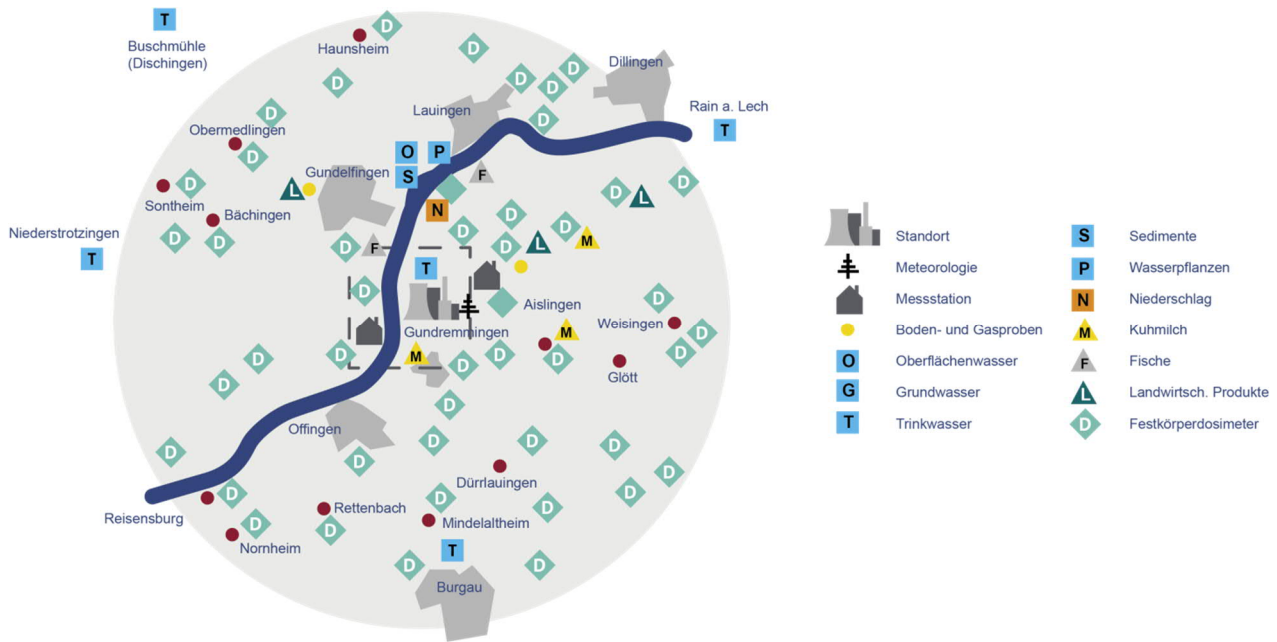 T
Buschmühle
(Dischingen)
Haunsheim
D
D
D
D
D
D
Dillingen
Lauingen
Rain a. Lech
T
D
D
Obermedlingen
D
O
P
S
Gundelfingen
F
Sontheim
D
L
D
L
D
Bächingen
N
D
D
D
M
Niederstrotzingen
T
D
D
D
F
D
L
T
D
Aislingen
D
Gundremmingen
M
Weisingen
D
D
M
D
D
D
D
Glött
D
D
D
Offingen
D
D
D
D
D
D
D
Dürrlauingen
D
Reisensburg
D
Rettenbach
D
D
D
Mindelaltheim
D
D
Nornheim
T
D
D
Burgau
Standort
Meteorologie
Messstation
Boden- und Gasproben
O Oberflächenwasser
G Grundwasser
T Trinkwasser
S Sedimente
P Wasserpflanzen
N Niederschlag
M Kuhmilch
F Fische
L Landwirtsch. Produkte
D Festkörperdosimeter